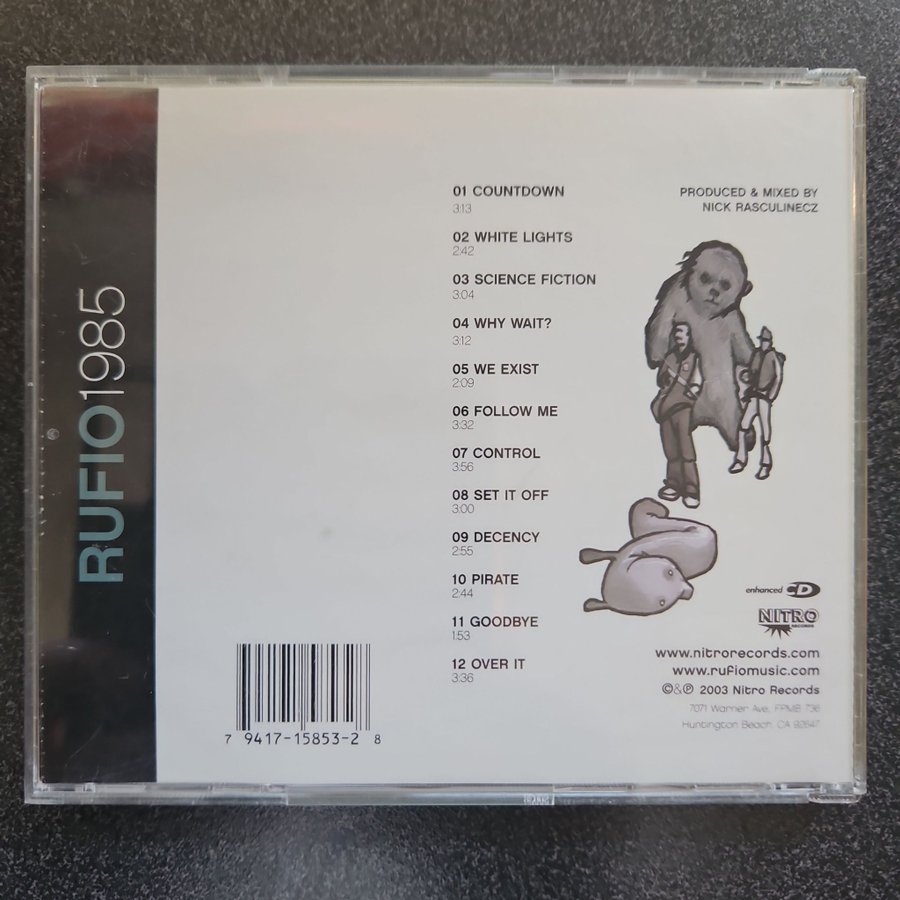 RUFIO1985
01 COUNTDOWN
3:13
02 WHITE LIGHTS
2:42
03 SCIENCE FICTION
3:04
04 WHY WAIT?
3:12
05 WE EXIST
2:09
06 FOLLOW ME
3:32
07 CONTROL
3:56
08 SET IT OFF
3:00
09 DECENCY
2:55
10 PIRATE
2:44
11 GOODBYE
1:53
12 OVER IT
3:36
PRODUCED & MIXED BY
NICK RASCULINECZ
enhanced CD
NITRO
RECORDS
www.nitrorecords.com
www.rufiomusic.com
©&℗ 2003 Nitro Records
7071 Warner Ave, FPMB 736
Huntington Beach, CA 92647
7 9417-15853-2 8